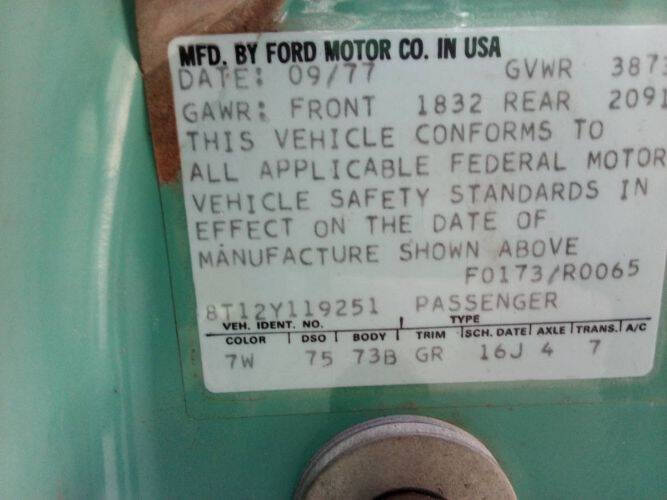 MFD. BY FORD MOTOR CO. IN USA
DATE: 09/77 GVWR 3873
GAWR: FRONT 1832 REAR 2091
THIS VEHICLE CONFORMS TO
ALL APPLICABLE FEDERAL MOTOR
VEHICLE SAFETY STANDARDS IN
EFFECT ON THE DATE OF
MANUFACTURE SHOWN ABOVE
F0173/R0065
8T12Y119251 PASSENGER
VEH. IDENT. NO. TYPE
COLOR DSO BODY TRIM SCH. DATE AXLE TRANS. A/C
7W 75 73B GR 16J 4 7